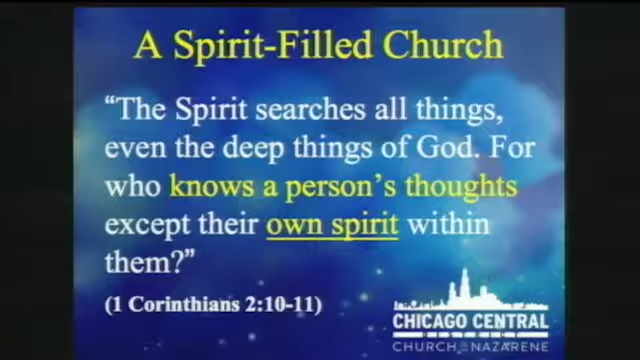 A Spirit-Filled Church
“The Spirit searches all things,
even the deep things of God. For
who knows a person’s thoughts
except their own spirit within
them?”
(1 Corinthians 2:10-11)
CHICAGO CENTRAL
DISTRICT
CHURCH OF THE NAZARENE